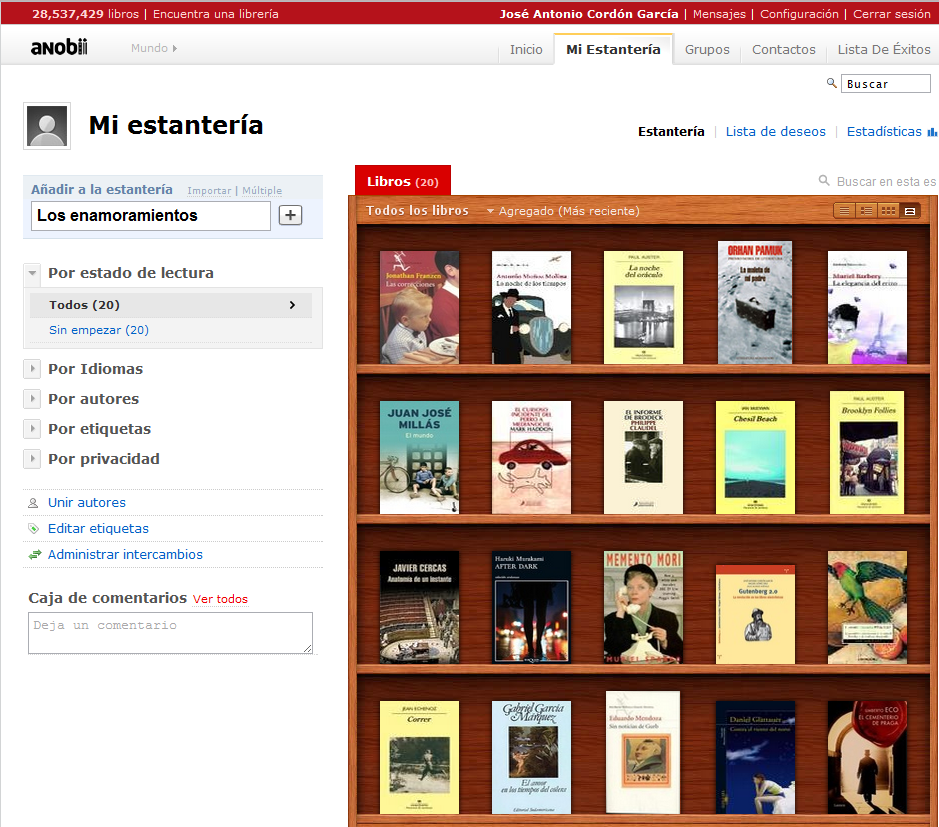 28,537,429 libros | Encuentra una librería
José Antonio Cordón García | Mensajes | Configuración | Cerrar sesión
anobii
Mundo
Inicio
Mi Estantería
Grupos
Contactos
Lista De Éxitos
Buscar
Mi estantería
Estantería | Lista de deseos | Estadísticas
Añadir a la estantería Importar | Múltiple
Los enamoramientos
+
Por estado de lectura
Todos (20)
Sin empezar (20)
Por Idiomas
Por autores
Por etiquetas
Por privacidad
Unir autores
Editar etiquetas
Administrar intercambios
Caja de comentarios Ver todos
Deja un comentario
Libros (20)
Buscar en esta es
Todos los libros
Agregado (Más reciente)
Jonathan Franzen
Las correcciones
Antonio Muñoz Molina
La noche de los tiempos
PAUL AUSTER
La noche
del oráculo
ORHAN PAMUK
La maleta de
mi padre
Muriel Barbery
La elegancia del erizo
JUAN JOSÉ
MILLÁS
El mundo
EL CURIOSO
INCIDENTE DEL
PERRO A
MEDIANOCHE
MARK HADDON
EL INFORME
DE BRODECK
PHILIPPE
CLAUDEL
IAN McEWAN
Chesil Beach
PAUL AUSTER
Brooklyn Follies
JAVIER CERCAS
Anatomía de un instante
Haruki Murakami
AFTER DARK
MEMENTO MORI
MURIEL SPARK
Gutenberg 2.0
JEAN ECHENOZ
Correr
Gabriel García
Márquez
El amor
en los tiempos del cólera
Editorial Sudamericana
Eduardo Mendoza
Sin noticias de Gurb
Daniel Glattauer
Contra el viento del norte
UMBERTO ECO
EL CEMENTERIO
DE PRAGA